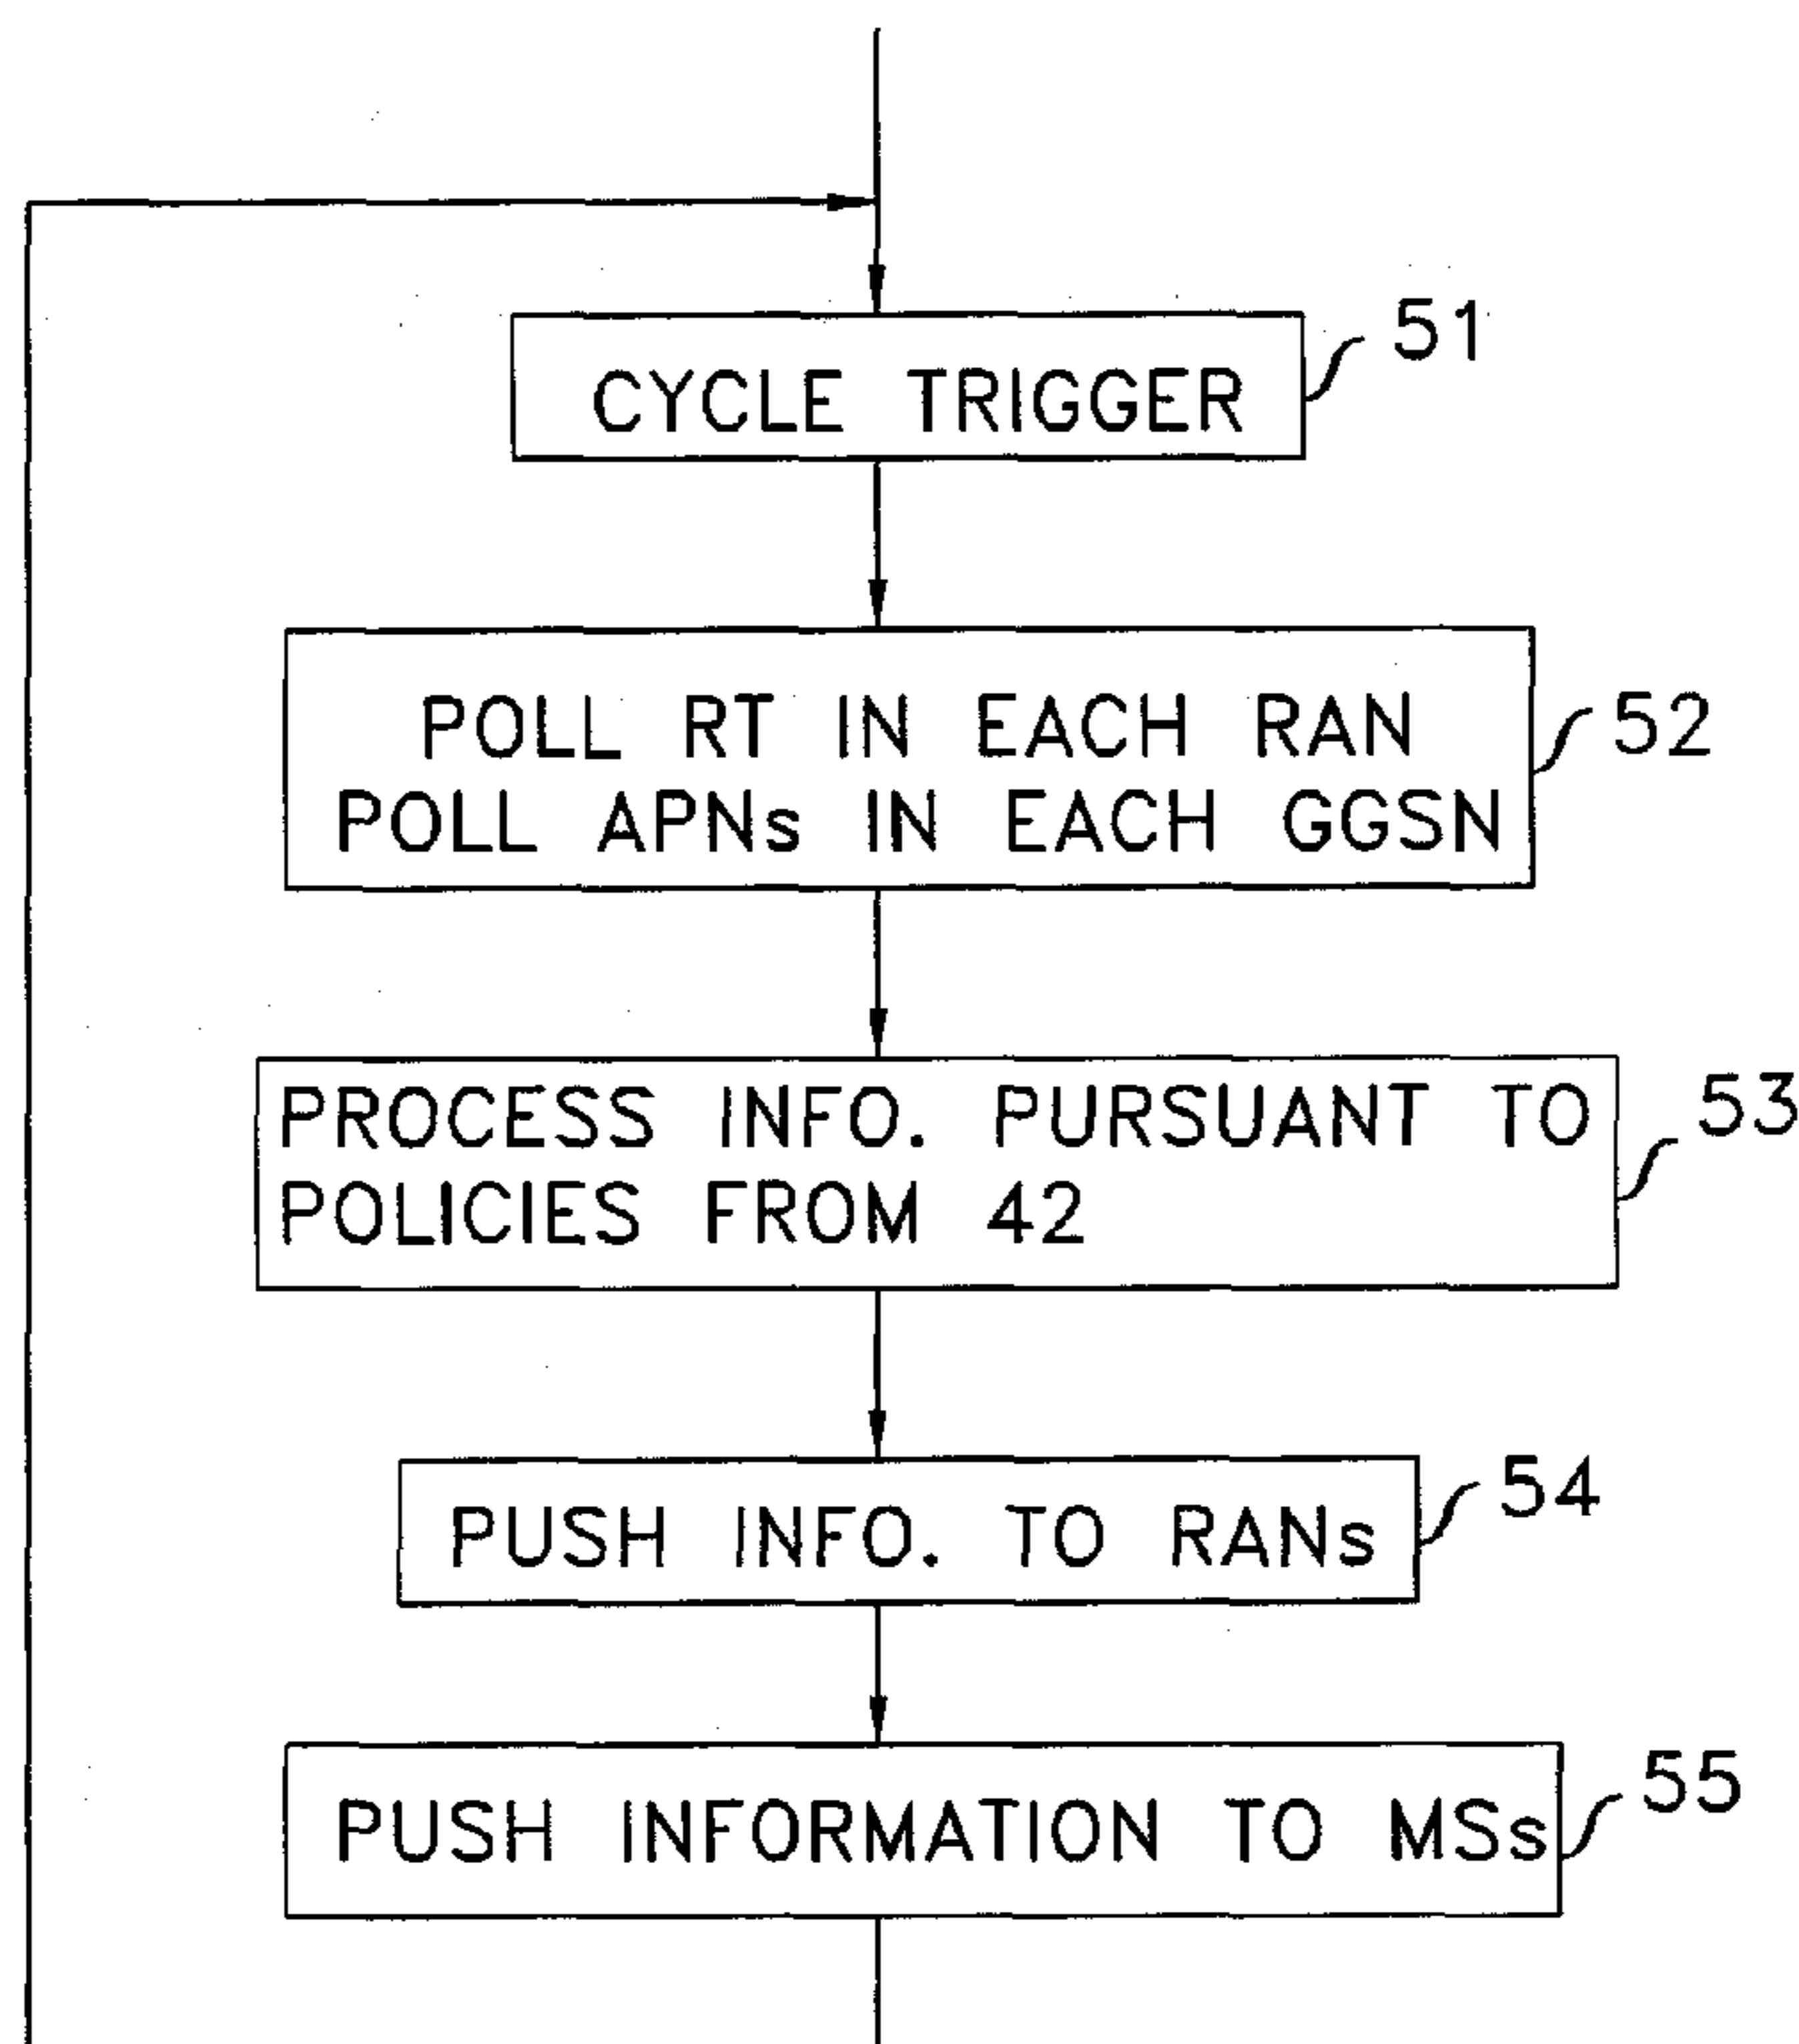 CYCLE TRIGGER
51
POLL RT IN EACH RAN
POLL APNs IN EACH GGSN
52
PROCESS INFO. PURSUANT TO
POLICIES FROM 42
53
PUSH INFO. TO RANs
54
PUSH INFORMATION TO MSs
55